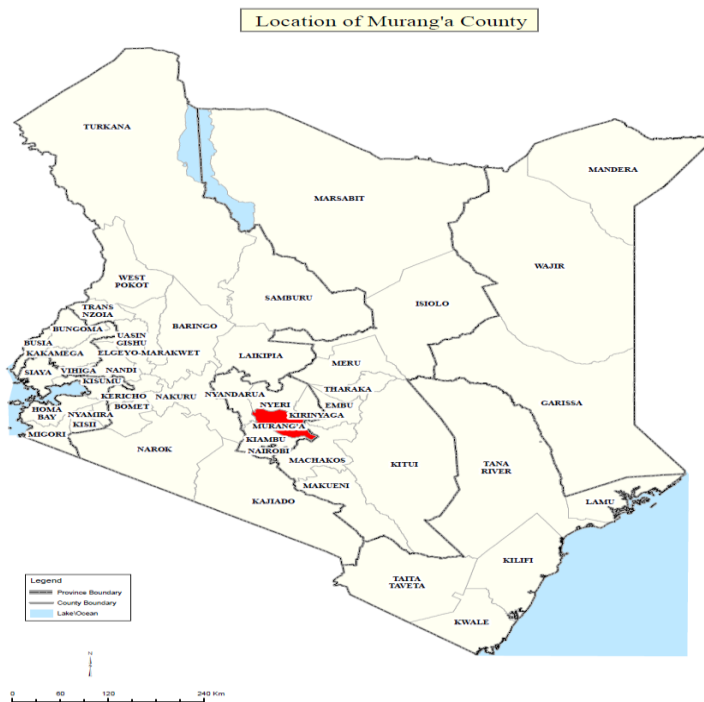 Location of Murang'a County
TURKANA
MANDERA
MARSABIT
WAJIR
WEST
POKOT
SAMBURU
ISIOLO
TRANS
NZOIA
BUNGOMA
BARINGO
UASIN
GISHU
BUSIA
KAKAMEGA
ELGEYO-MARAKWET
LAIKIPIA
MERU
SIAYA
VIHIGA
NANDI
KISUMU
THARAKA
KERICHO
NAKURU
NYANDARUA
NYERI
EMBU
GARISSA
HOMA
BAY
NYAMIRA
BOMET
KIRINYAGA
KISII
MURANG'A
MIGORI
KIAMBU
NAROK
NAIROBI
MACHAKOS
KITUI
TANA
RIVER
MAKUENI
KAJIADO
LAMU
KILIFI
TAITA
TAVETA
KWALE
Legend
Province Boundary
County Boundary
Lake\Ocean
N
0 60 120 240 Km